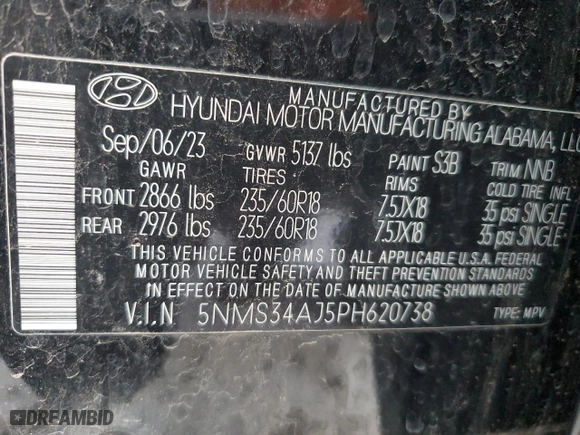 MANUFACTURED BY
HYUNDAI MOTOR MANUFACTURING ALABAMA, LLC
Sep/06/23 GVWR 5137 lbs PAINT S3B TRIM NNB
GAWR TIRES RIMS COLD TIRE INFL
FRONT 2866 lbs 235/60R18 7.5JX18 35 psi SINGLE
REAR 2976 lbs 235/60R18 7.5JX18 35 psi SINGLE
THIS VEHICLE CONFORMS TO ALL APPLICABLE U.S.A. FEDERAL
MOTOR VEHICLE SAFETY AND THEFT PREVENTION STANDARDS
IN EFFECT ON THE DATE OF MANUFACTURE SHOWN ABOVE
V.I.N 5NMS34AJ5PH620738 TYPE: MPV
DREAMBID